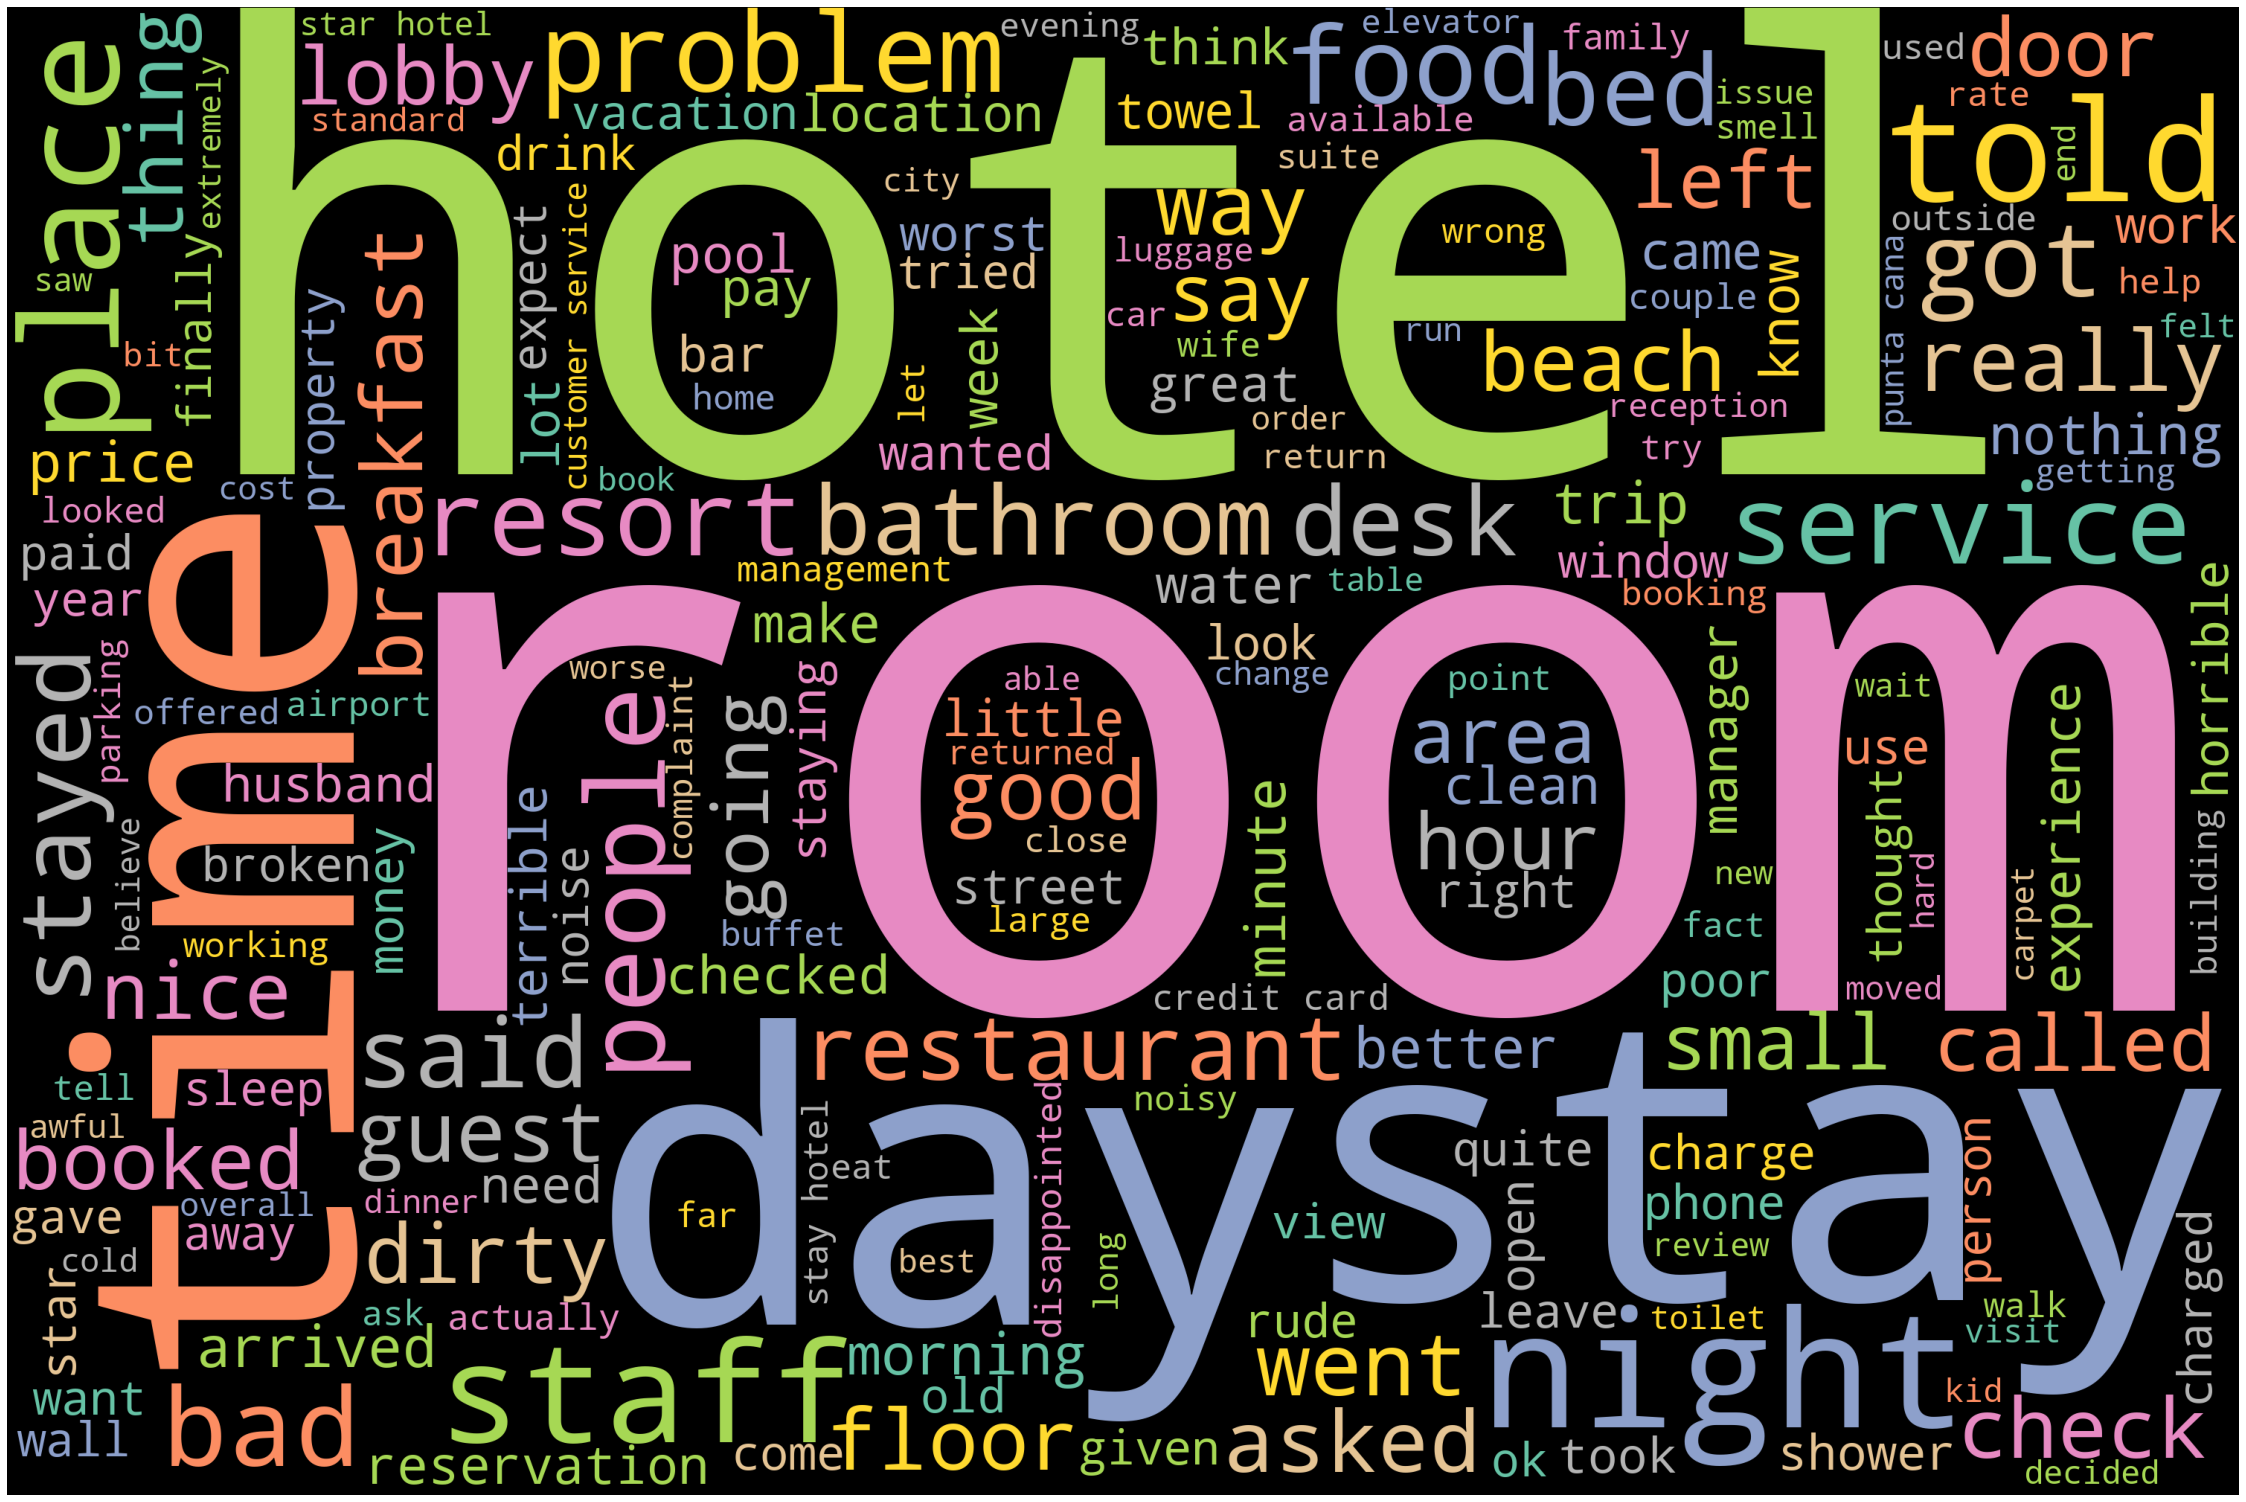 hotel
room
time
day
stay
place
thing
extremely
saw
finally
bit
star hotel
lobby
standard
problem
vacation
location
drink
evening
think
towel
elevator
food
available
suite
family
bed
issue
smell
used
door
rate
told
end
left
outside
work
got
help
felt
really
punta cana
city
worst
tried
way
luggage
say
car
wife
great
wrong
run
came
couple
know
beach
reception
try
nothing
getting
property
breakfast
expect
lot
customer service
pool
pay
bar
home
let
week
book
wanted
order
return
price
cost
looked
paid
year
resort
bathroom
desk
trip
window
booking
service
management
water
table
make
look
change
horrible
stayed
parking
offered
airport
husband
believe
broken
money
working
nice
worse
people
complaint
going
staying
terrible
noise
buffet
checked
able
little
returned
good
close
street
large
minute
point
area
clean
hour
right
manager
new
fact
poor
credit card
wait
use
thought
hard
moved
carpet
experience
building
tell
sleep
awful
booked
gave
overall
away
cold
star
said
guest
need
dinner
dirty
ask
actually
arrived
want
wall
bad
restaurant
better
noisy
small
called
far
stay hotel
eat
best
disappointed
long
view
quite
open
leave
charge
phone
review
person
charged
toilet
walk
visit
staff
morning
old
rude
went
night
kid
check
reservation
come
floor
given
asked
ok
took
shower
decided